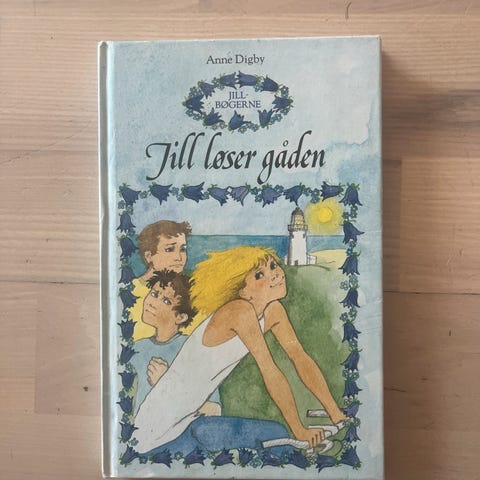 Anne Digby
JILL-
BØGERNE
Jill løser gåden